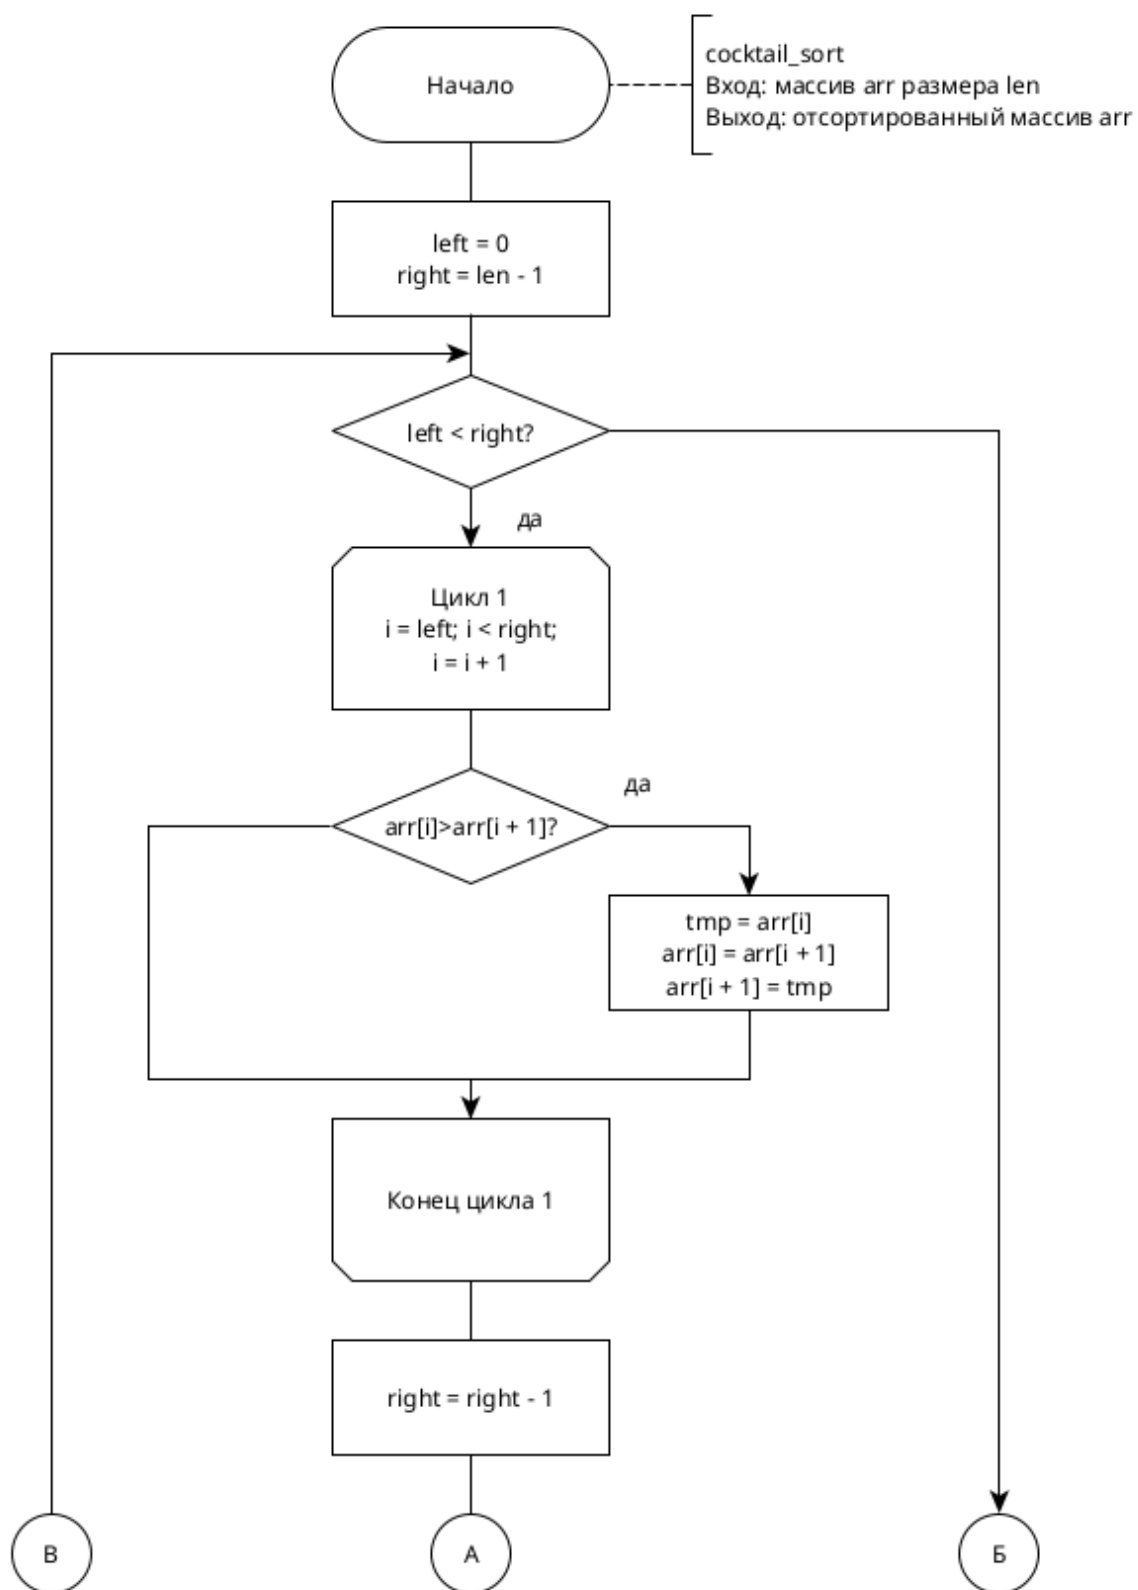 Начало
cocktail_sort
Вход: массив arr размера len
Выход: отсортированный массив arr
left = 0
right = len - 1
left < right?
да
Цикл 1
i = left; i < right;
i = i + 1
да
arr[i]>arr[i + 1]?
tmp = arr[i]
arr[i] = arr[i + 1]
arr[i + 1] = tmp
Конец цикла 1
right = right - 1
В
А
Б